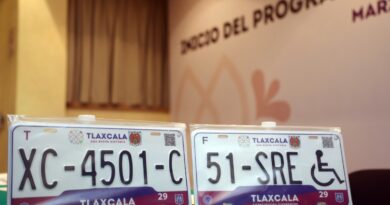 INICIO DEL PROGRA
MAR
T TLAXCALA
XC-4501-C
TLAXCALA
29
F TLAXCALA
51-SRE
TLAXCALA
29